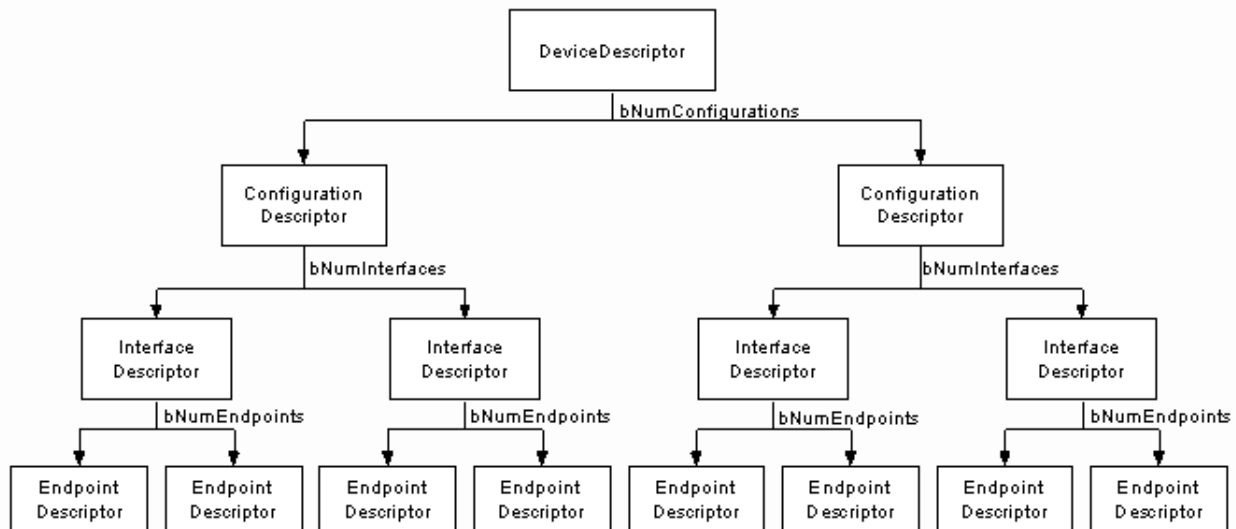 DeviceDescriptor
bNumConfigurations
Configuration
Descriptor
Configuration
Descriptor
bNumInterfaces
bNumInterfaces
Interface
Descriptor
Interface
Descriptor
Interface
Descriptor
Interface
Descriptor
bNumEndpoints
bNumEndpoints
bNumEndpoints
bNumEndpoints
Endpoint
Descriptor
Endpoint
Descriptor
Endpoint
Descriptor
Endpoint
Descriptor
Endpoint
Descriptor
Endpoint
Descriptor
Endpoint
Descriptor
Endpoint
Descriptor